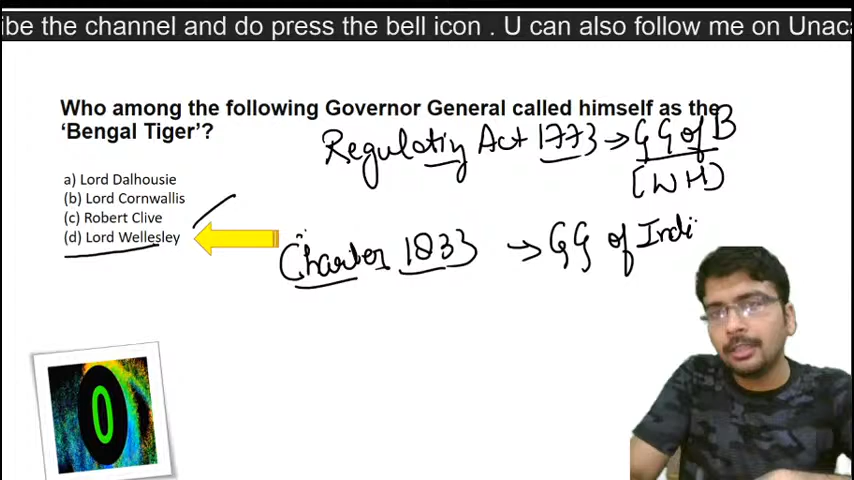 ibe the channel and do press the bell icon . U can also follow me on Unaca
Who among the following Governor General called himself as the
‘Bengal Tiger’?
Regulating Act 1773 → GG of B
(WH)
a) Lord Dalhousie
(b) Lord Cornwallis
(c) Robert Clive
(d) Lord Wellesley
Charter 1833 → GG of Indi
0